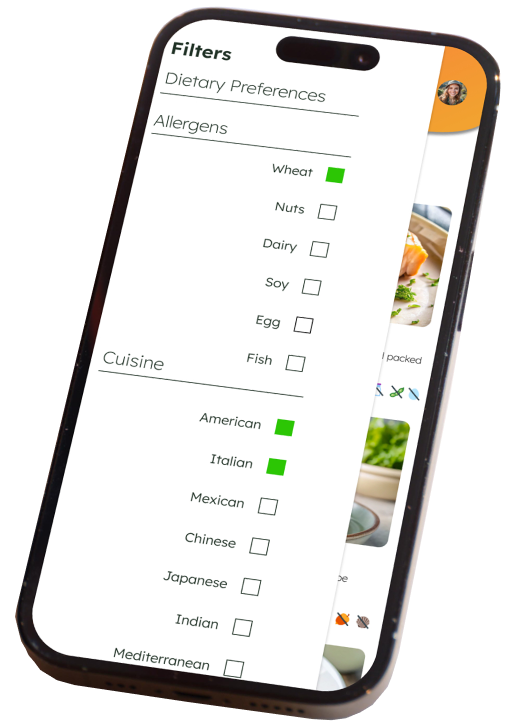 Filters
Dietary Preferences
Allergens
Wheat
Nuts
Dairy
Soy
Egg
Fish
packed
Cuisine
American
Italian
Mexican
Chinese
Japanese
Indian
Mediterranean